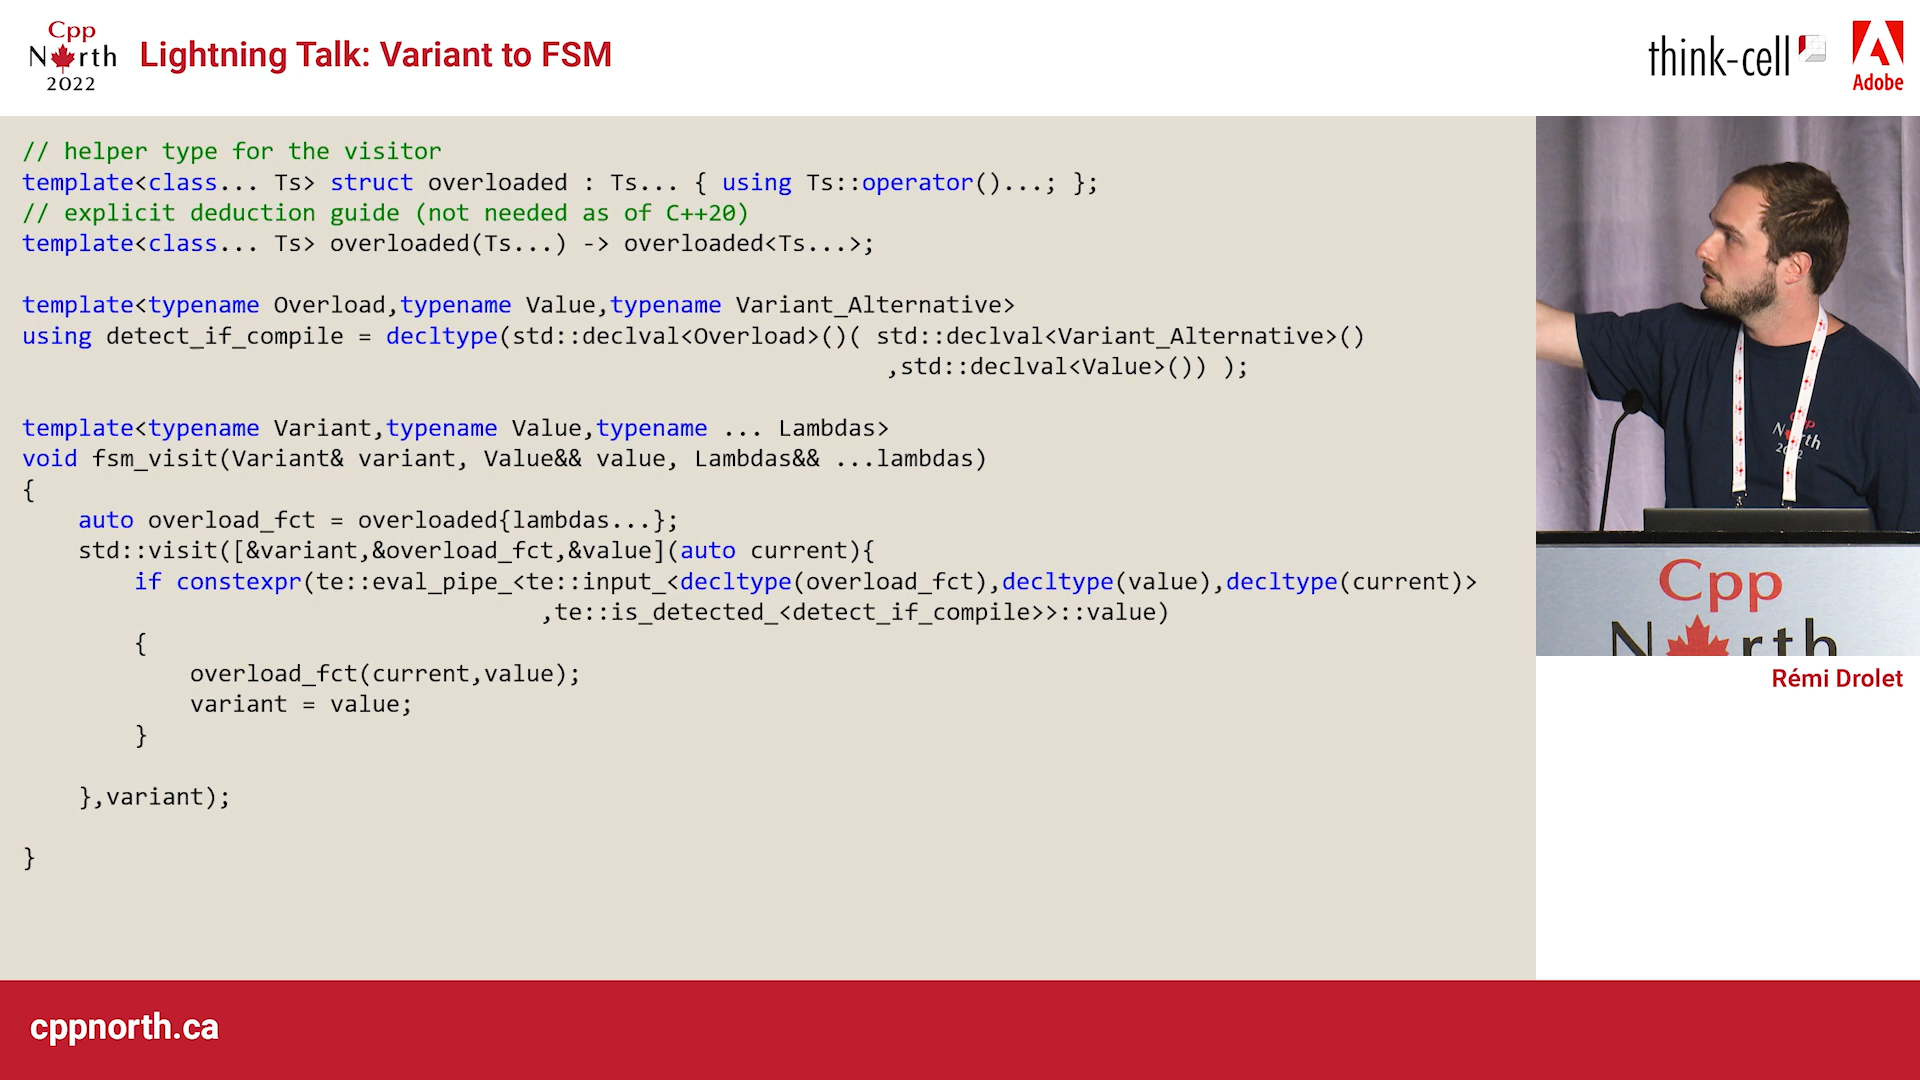 Cpp
North
2022
Lightning Talk: Variant to FSM
think-cell
Adobe
// helper type for the visitor
template<class... Ts> struct overloaded : Ts... { using Ts::operator()...; };
// explicit deduction guide (not needed as of C++20)
template<class... Ts> overloaded(Ts...) -> overloaded<Ts...>;
template<typename Overload,typename Value,typename Variant_Alternative>
using detect_if_compile = decltype(std::declval<Overload>()( std::declval<Variant_Alternative>()
,std::declval<Value>()) );
template<typename Variant,typename Value,typename ... Lambdas>
void fsm_visit(Variant& variant, Value&& value, Lambdas&& ...lambdas)
{
auto overload_fct = overloaded{lambdas...};
std::visit([&variant,&overload_fct,&value](auto current){
if constexpr(te::eval_pipe_<te::input_<decltype(overload_fct),decltype(value),decltype(current)>
,te::is_detected_<detect_if_compile>>::value)
{
overload_fct(current,value);
variant = value;
}
},variant);
}
Cpp
North
2022
Cpp
North
Rémi Drolet
cppnorth.ca